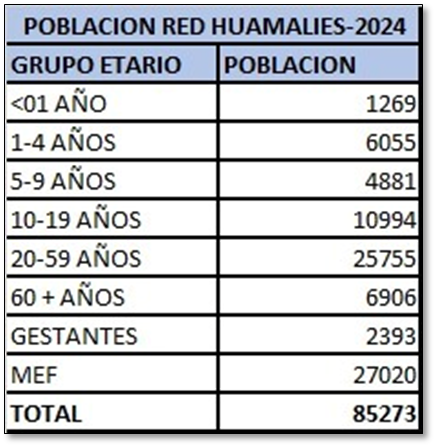 POBLACION RED HUAMALIES-2024
GRUPO ETARIO POBLACION
<01 AÑO 1269
1-4 AÑOS 6055
5-9 AÑOS 4881
10-19 AÑOS 10994
20-59 AÑOS 25755
60 + AÑOS 6906
GESTANTES 2393
MEF 27020
TOTAL 85273